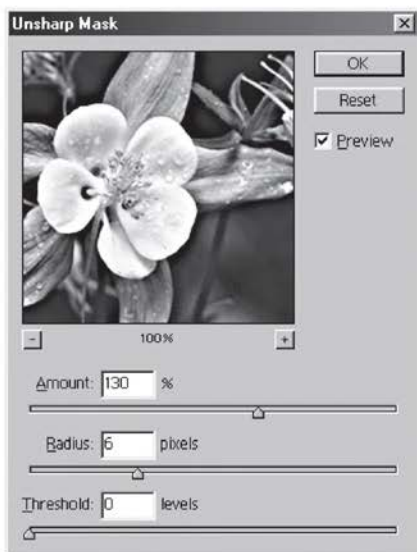 Unsharp Mask
OK
Reset
Preview
- 100% +
Amount: 130 %
Radius: 6 pixels
Threshold: 0 levels